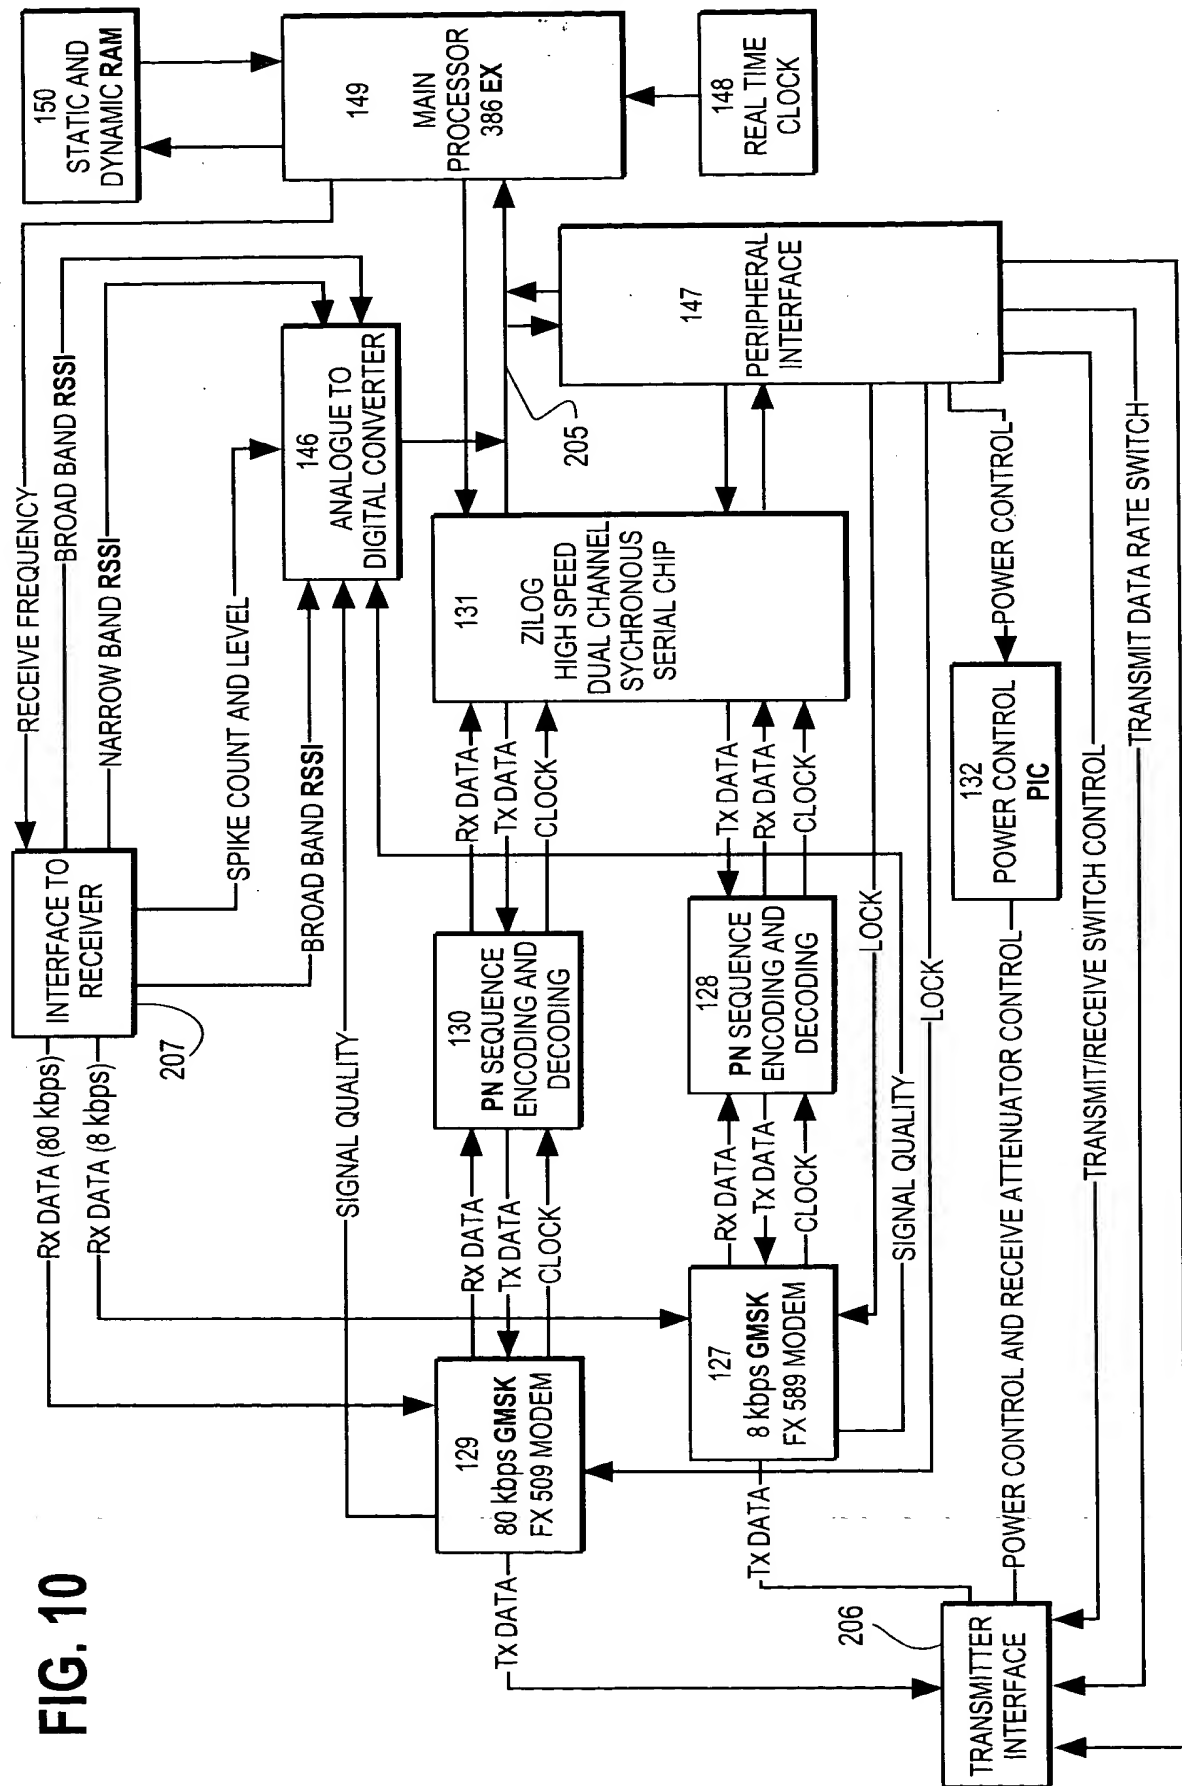 FIG. 10
150
STATIC AND
DYNAMIC RAM
149
MAIN
PROCESSOR
386 EX
148
REAL TIME
CLOCK
RECEIVE FREQUENCY
BROAD BAND RSSI
NARROW BAND RSSI
SPIKE COUNT AND LEVEL
BROAD BAND RSSI
SIGNAL QUALITY
INTERFACE TO
RECEIVER
207
Rx DATA (80 kbps)
Rx DATA (8 kbps)
146
ANALOGUE TO
DIGITAL CONVERTER
205
147
PERIPHERAL
INTERFACE
131
ZILOG
HIGH SPEED
DUAL CHANNEL
SYCHRONOUS
SERIAL CHIP
Rx DATA
Tx DATA
CLOCK
Tx DATA
Rx DATA
CLOCK
130
PN SEQUENCE
ENCODING AND
DECODING
128
PN SEQUENCE
ENCODING AND
DECODING
Rx DATA
Tx DATA
CLOCK
Rx DATA
Tx DATA
CLOCK
129
80 kbps GMSK
FX 509 MODEM
127
8 kbps GMSK
FX 589 MODEM
LOCK
SIGNAL QUALITY
LOCK
POWER CONTROL
132
POWER CONTROL
PIC
POWER CONTROL AND RECEIVE ATTENUATOR CONTROL
TRANSMIT/RECEIVE SWITCH CONTROL
TRANSMIT DATA RATE SWITCH
Tx DATA
Tx DATA
206
TRANSMITTER
INTERFACE